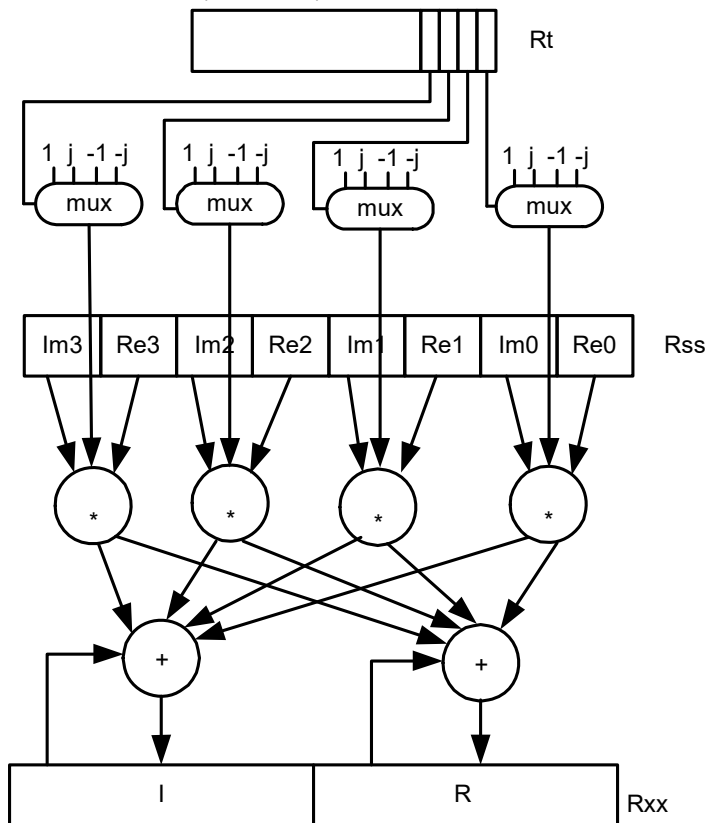 Rt
1 j -1 -j
1 j -1 -j
1 j -1 -j
1 j -1 -j
mux
mux
mux
mux
Im3 Re3 Im2 Re2 Im1 Re1 Im0 Re0
Rss
*
*
*
*
+
+
I
R
Rxx